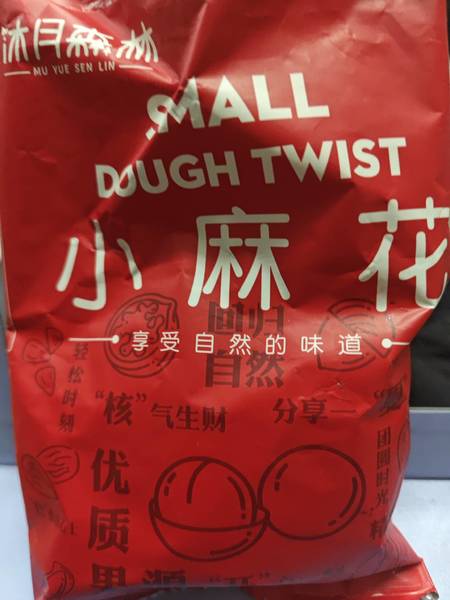 沐月森林
MU YUE SEN LIN
SMALL
DOUGH TWIST
小麻花
回归
自然
享受自然的味道
轻松时刻
“核”气生财
分享一
团圆时光
优质果源